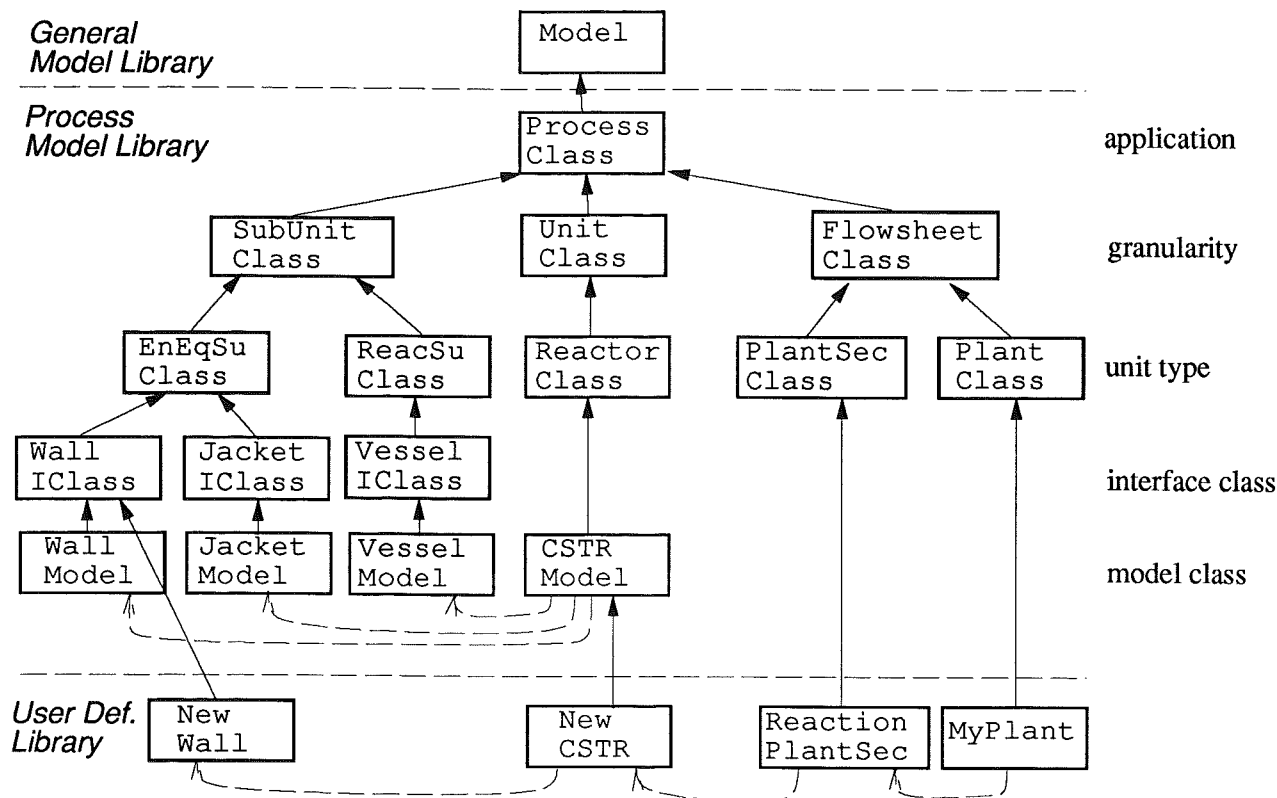 General
Model Library
Model
Process
Model Library
Process
Class
application
SubUnit
Class
Unit
Class
Flowsheet
Class
granularity
EnEqSu
Class
ReacSu
Class
Reactor
Class
PlantSec
Class
Plant
Class
unit type
Wall
IClass
Jacket
IClass
Vessel
IClass
interface class
Wall
Model
Jacket
Model
Vessel
Model
CSTR
Model
model class
User Def.
Library
New
Wall
New
CSTR
Reaction
PlantSec
MyPlant